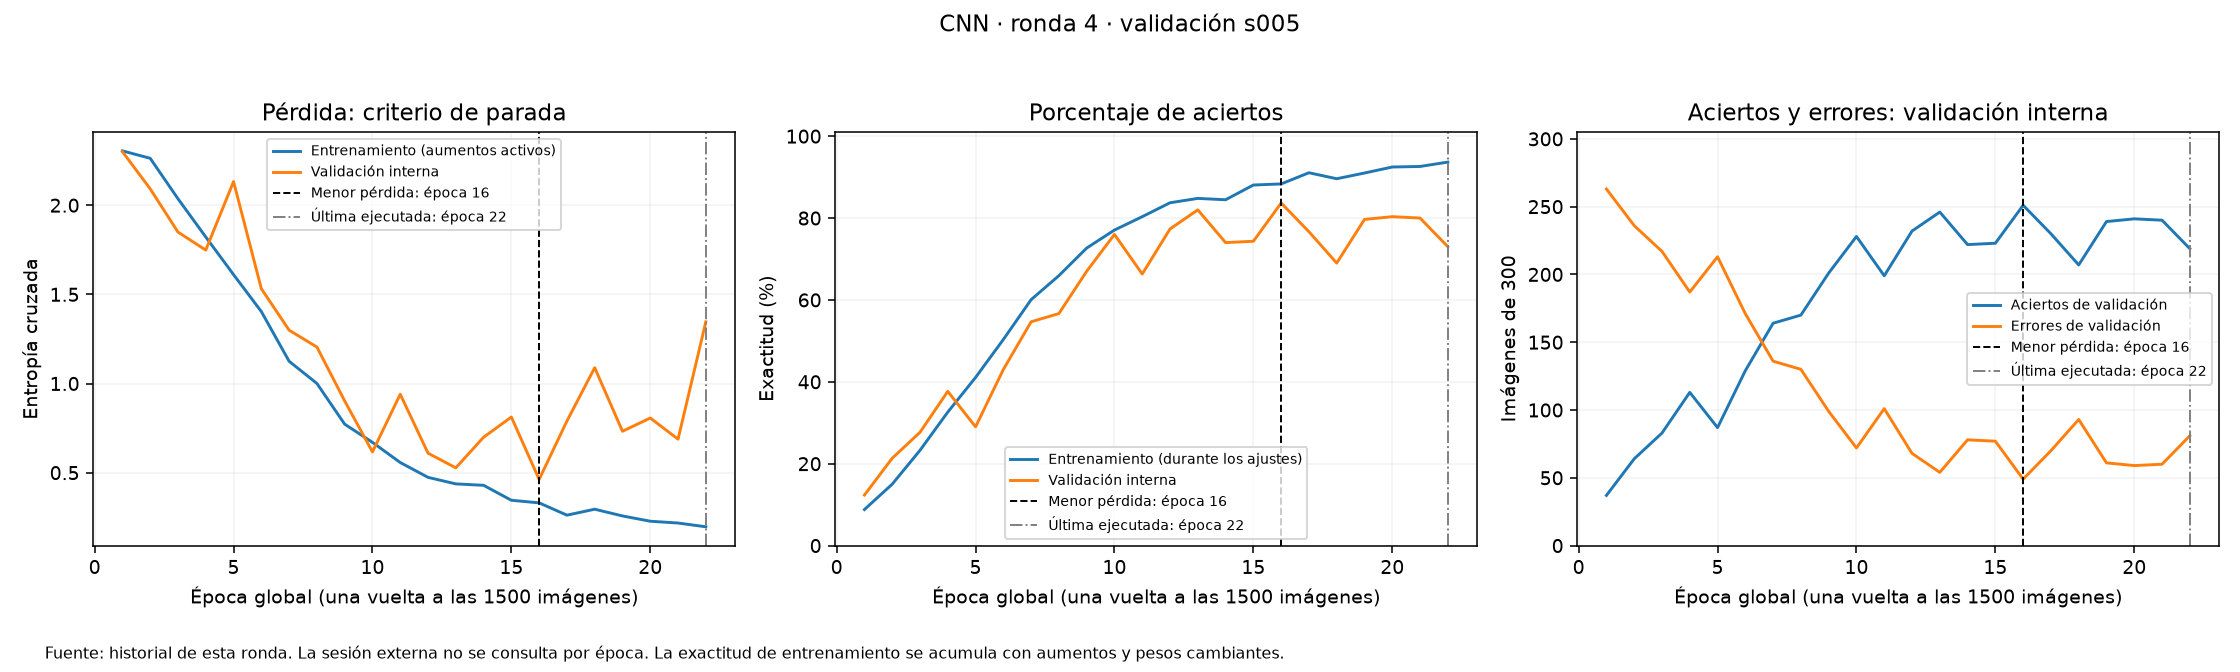 CNN · ronda 4 · validación s005
Pérdida: criterio de parada
Entropía cruzada
2.0
1.5
1.0
0.5
Entrenamiento (aumentos activos)
Validación interna
Menor pérdida: época 16
Última ejecutada: época 22
0 5 10 15 20
Época global (una vuelta a las 1500 imágenes)
Porcentaje de aciertos
Exactitud (%)
100
80
60
40
20
0
Entrenamiento (durante los ajustes)
Validación interna
Menor pérdida: época 16
Última ejecutada: época 22
0 5 10 15 20
Época global (una vuelta a las 1500 imágenes)
Aciertos y errores: validación interna
Imágenes de 300
300
250
200
150
100
50
0
Aciertos de validación
Errores de validación
Menor pérdida: época 16
Última ejecutada: época 22
0 5 10 15 20
Época global (una vuelta a las 1500 imágenes)
Fuente: historial de esta ronda. La sesión externa no se consulta por época. La exactitud de entrenamiento se acumula con aumentos y pesos cambiantes.